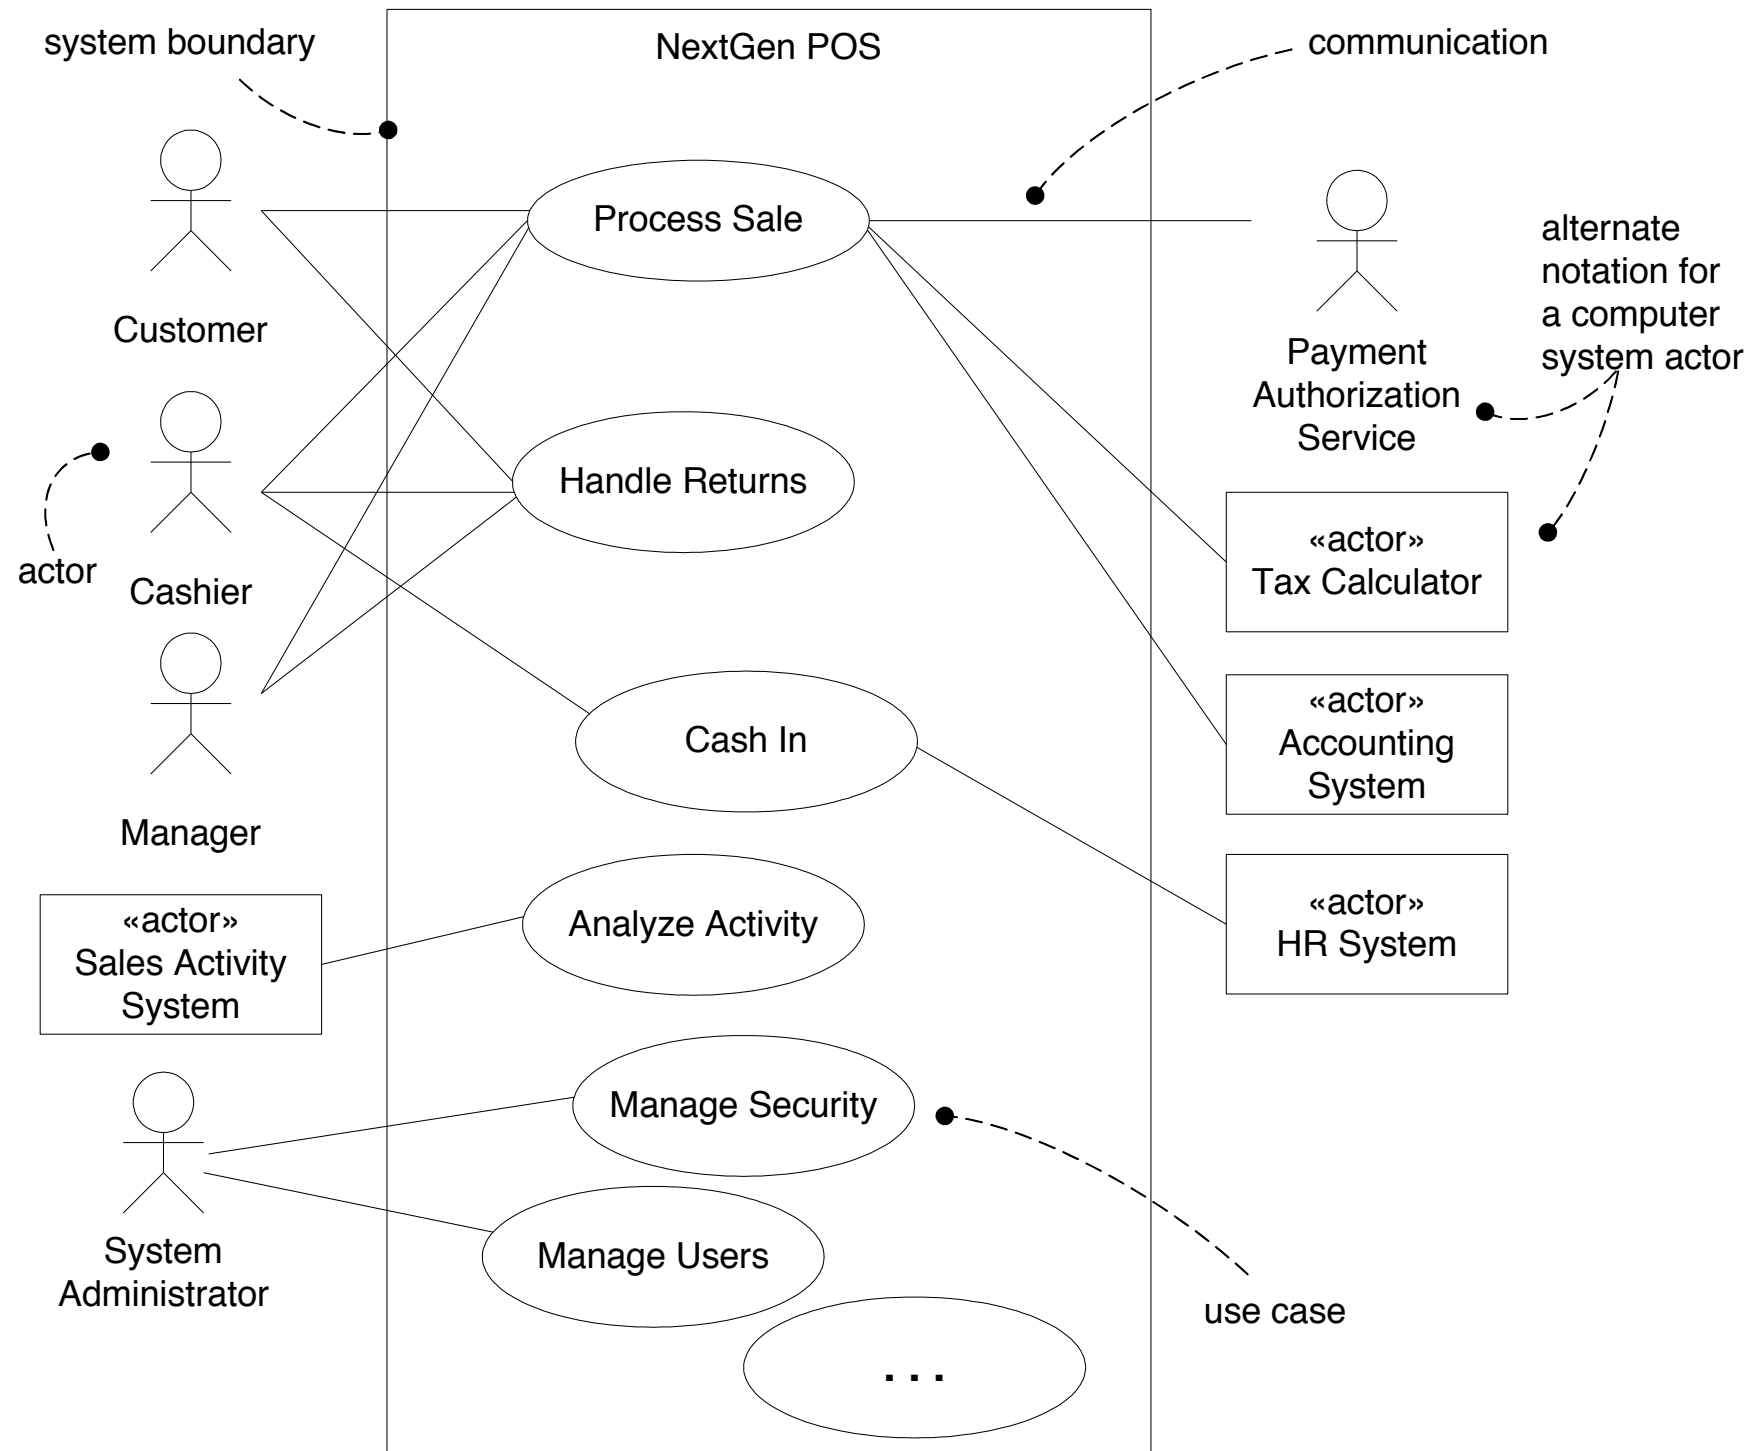 system boundary
NextGen POS
communication
Customer
Process Sale
Payment
Authorization
Service
alternate
notation for
a computer
system actor
actor
Cashier
Handle Returns
«actor»
Tax Calculator
Manager
Cash In
«actor»
Accounting
System
«actor»
Sales Activity
System
Analyze Activity
«actor»
HR System
System
Administrator
Manage Security
Manage Users
use case
. . .